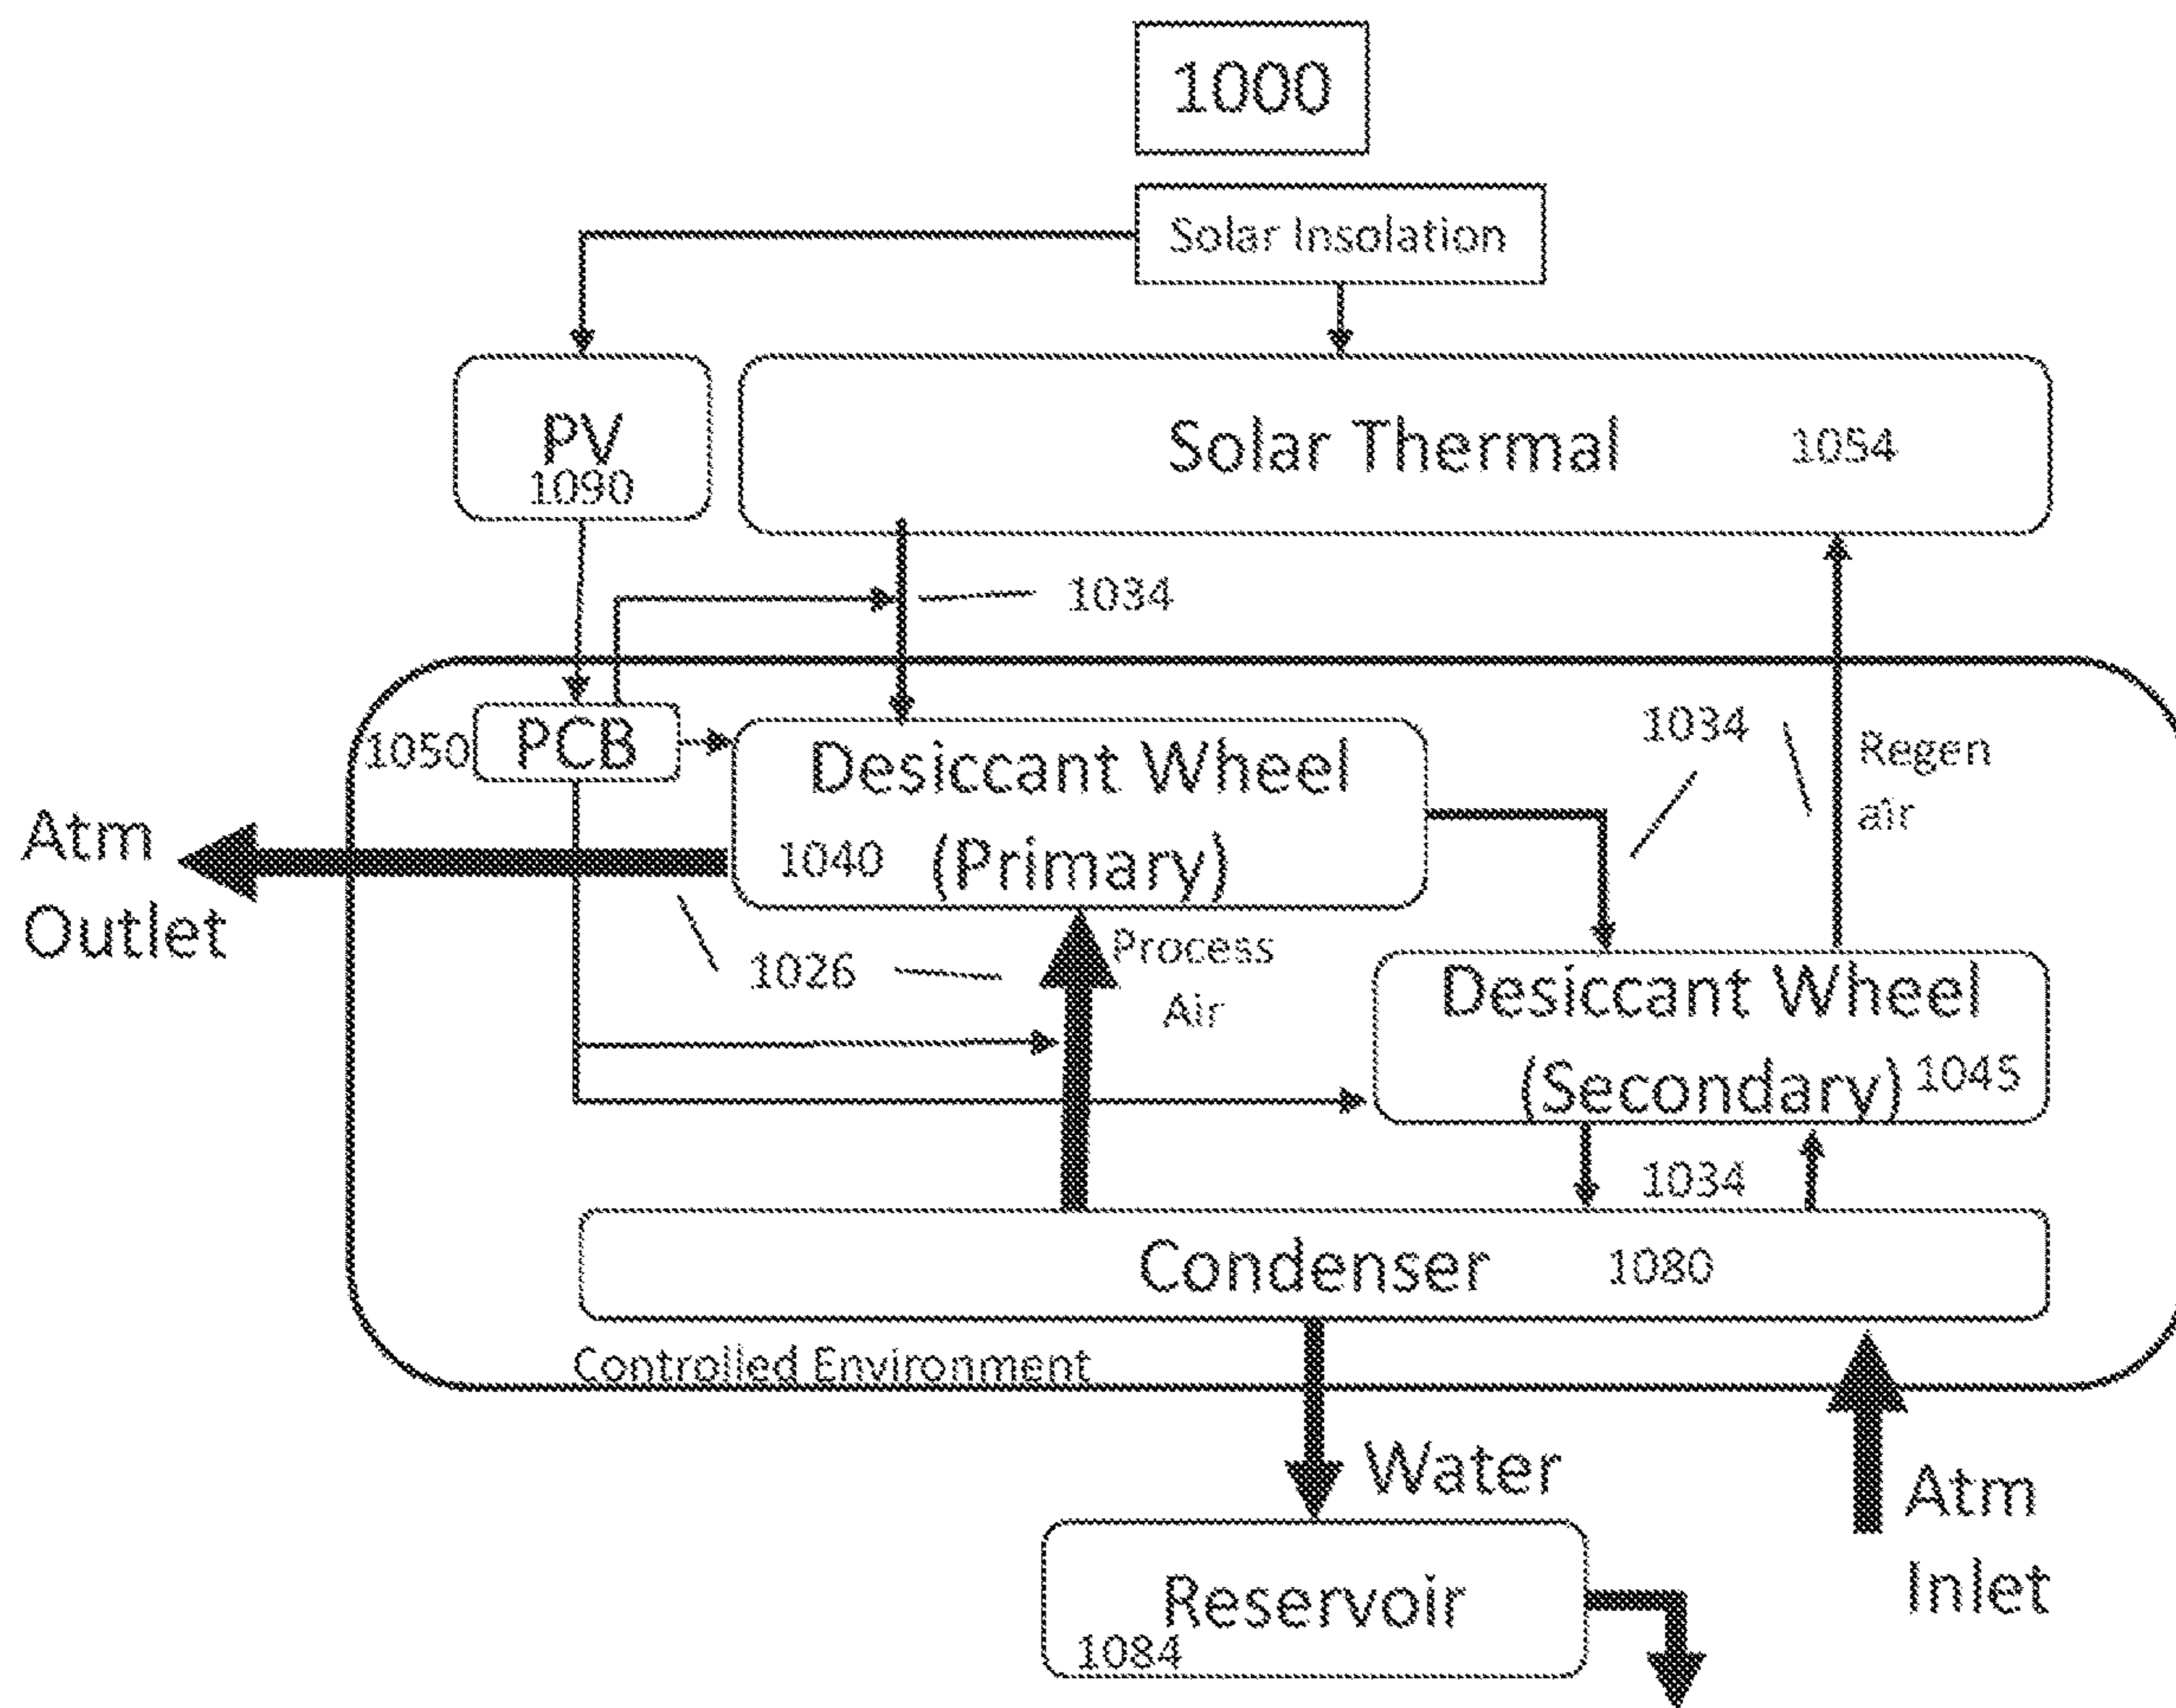 1000
Solar Insolation
PV
1090
Solar Thermal 1054
1034
1050 PCB
Desiccant Wheel
1040 (Primary)
1034
Regen
air
Atm
Outlet
1026
Process
Air
Desiccant Wheel
(Secondary) 1045
1034
Condenser 1080
Controlled Environment
Water
Atm
Inlet
Reservoir
1084